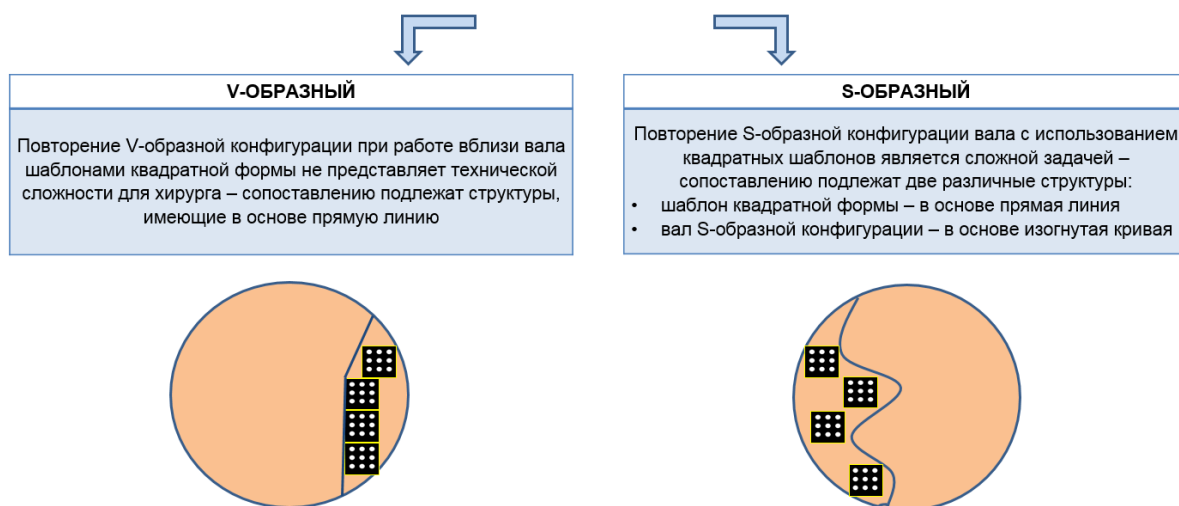 V-ОБРАЗНЫЙ
Повторение V-образной конфигурации при работе вблизи вала
шаблонами квадратной формы не представляет технической
сложности для хирурга – сопоставлению подлежат структуры,
имеющие в основе прямую линию
S-ОБРАЗНЫЙ
Повторение S-образной конфигурации вала с использованием
квадратных шаблонов является сложной задачей –
сопоставлению подлежат две различные структуры:
• шаблон квадратной формы – в основе прямая линия
• вал S-образной конфигурации – в основе изогнутая кривая